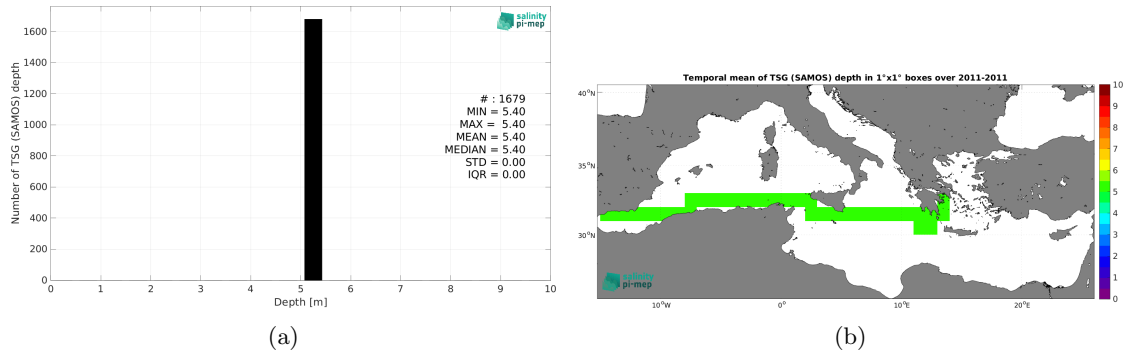 salinity
pi-mep
1600
1400
1200
1000
800
600
400
200
0
Number of TSG (SAMOS) depth
# : 1679
MIN = 5.40
MAX = 5.40
MEAN = 5.40
MEDIAN = 5.40
STD = 0.00
IQR = 0.00
0 1 2 3 4 5 6 7 8 9 10
Depth [m]
(a)
Temporal mean of TSG (SAMOS) depth in 1°x1° boxes over 2011-2011
40°N
35°N
30°N
10°W 0° 10°E 20°E
10
9
8
7
6
5
4
3
2
1
0
salinity
pi-mep
(b)